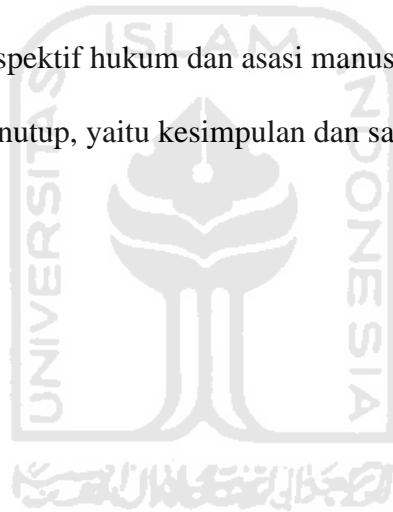 spektif hukum dan asasi manus
nutup, yaitu kesimpulan dan sa
UNIVERSITAS
ISLAM
INDONESIA